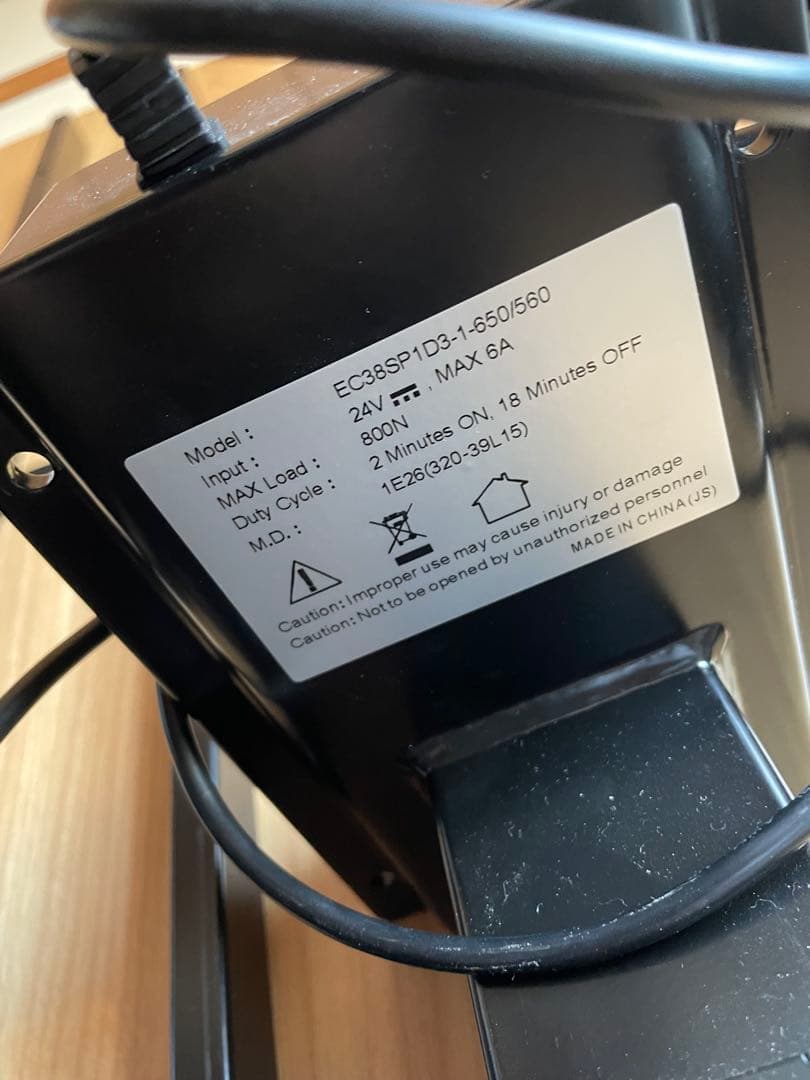 Model : EC38SP1D3-1-650/560
Input : 24V ⎓ , MAX 6A
MAX Load : 800N
Duty Cycle : 2 Minutes ON, 18 Minutes OFF
M.D. : 1E26(320-39L15)
Caution: Improper use may cause injury or damage
Caution: Not to be opened by unauthorized personnel
MADE IN CHINA(JS)